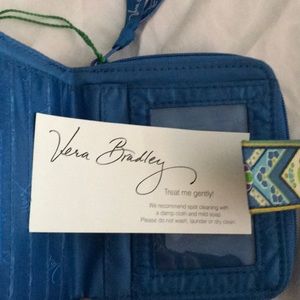 Vera Bradley
Treat me gently!
We recommend spot cleaning with
a damp cloth and mild soap.
Please do not wash, launder or dry clean.